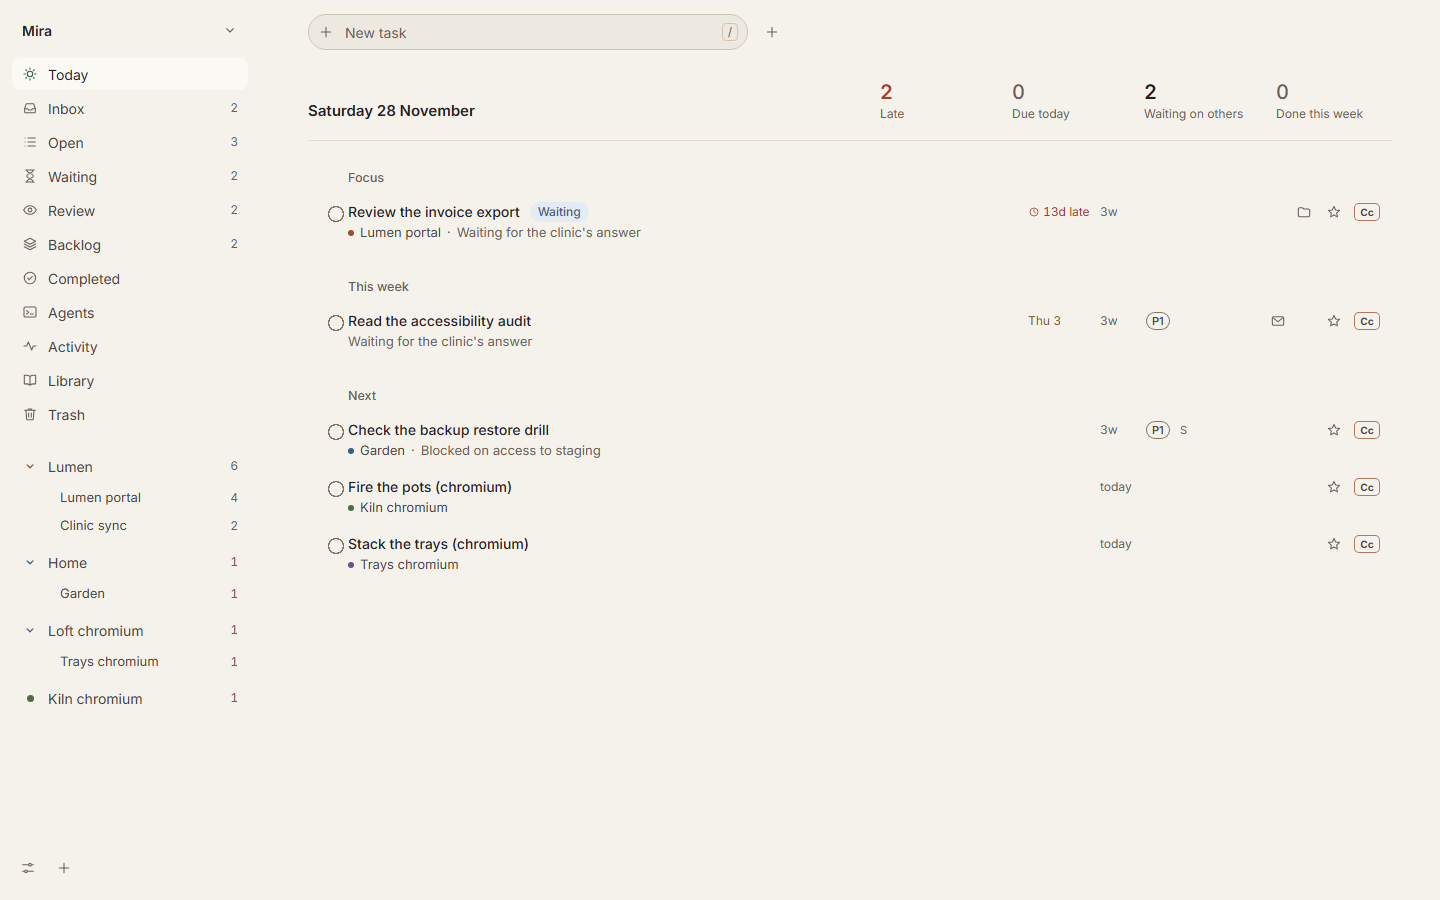 Mira
Today
Inbox 2
Open 3
Waiting 2
Review 2
Backlog 2
Completed
Agents
Activity
Library
Trash
Lumen 6
Lumen portal 4
Clinic sync 2
Home 1
Garden 1
Loft chromium 1
Trays chromium 1
Kiln chromium 1
New task /
Saturday 28 November
2 Late
0 Due today
2 Waiting on others
0 Done this week
Focus
Review the invoice export Waiting 13d late 3w Cc
Lumen portal · Waiting for the clinic's answer
This week
Read the accessibility audit Thu 3 3w P1 Cc
Waiting for the clinic's answer
Next
Check the backup restore drill 3w P1 S Cc
Garden · Blocked on access to staging
Fire the pots (chromium) today Cc
Kiln chromium
Stack the trays (chromium) today Cc
Trays chromium